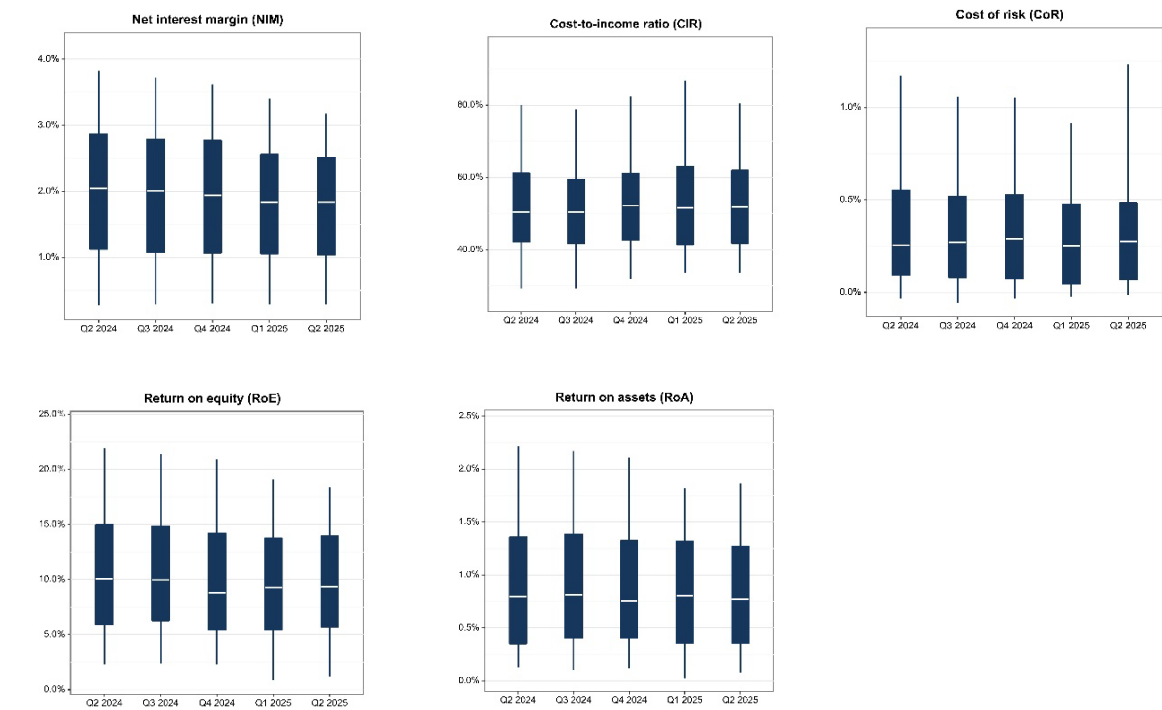 Net interest margin (NIM)
4.0%
3.0%
2.0%
1.0%
Q2 2024 Q3 2024 Q4 2024 Q1 2025 Q2 2025
Cost-to-income ratio (CIR)
80.0%
60.0%
40.0%
Q2 2024 Q3 2024 Q4 2024 Q1 2025 Q2 2025
Cost of risk (CoR)
1.0%
0.5%
0.0%
Q2 2024 Q3 2024 Q4 2024 Q1 2025 Q2 2025
Return on equity (RoE)
25.0%
20.0%
15.0%
10.0%
5.0%
0.0%
Q2 2024 Q3 2024 Q4 2024 Q1 2025 Q2 2025
Return on assets (RoA)
2.5%
2.0%
1.5%
1.0%
0.5%
0.0%
Q2 2024 Q3 2024 Q4 2024 Q1 2025 Q2 2025